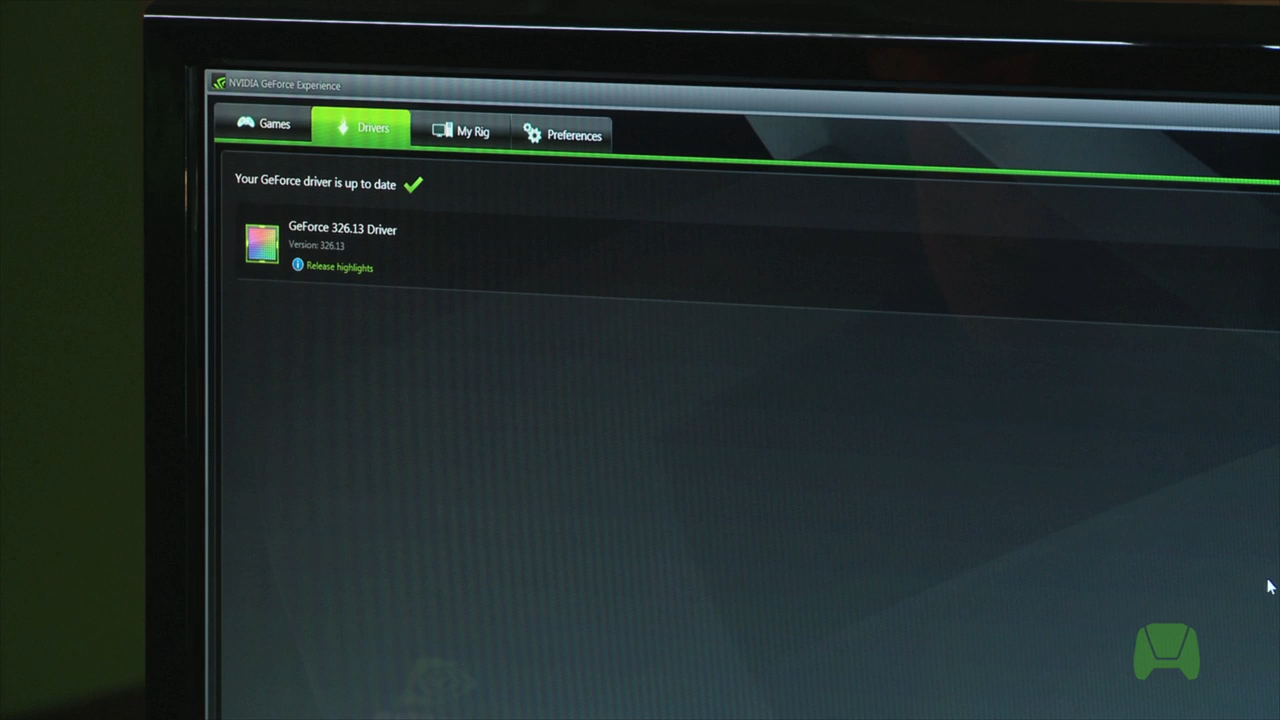 NVIDIA GeForce Experience
Games
Drivers
My Rig
Preferences
Your GeForce driver is up to date
GeForce 326.13 Driver
Version: 326.13
Release highlights